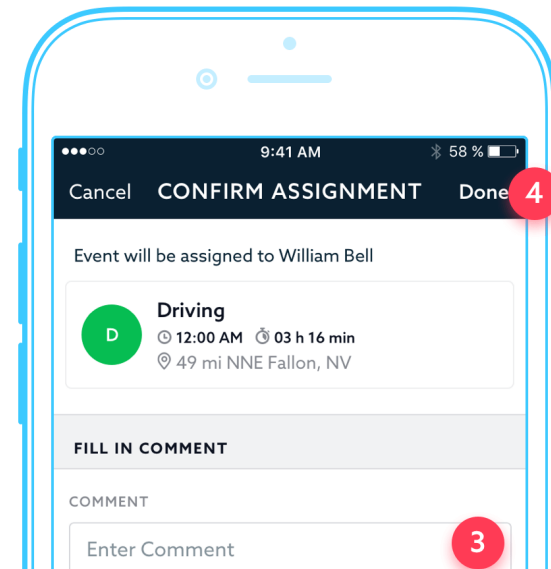 9:41 AM 58 %
Cancel CONFIRM ASSIGNMENT Done 4
Event will be assigned to William Bell
Driving
D 12:00 AM 03 h 16 min
49 mi NNE Fallon, NV
FILL IN COMMENT
COMMENT
Enter Comment 3